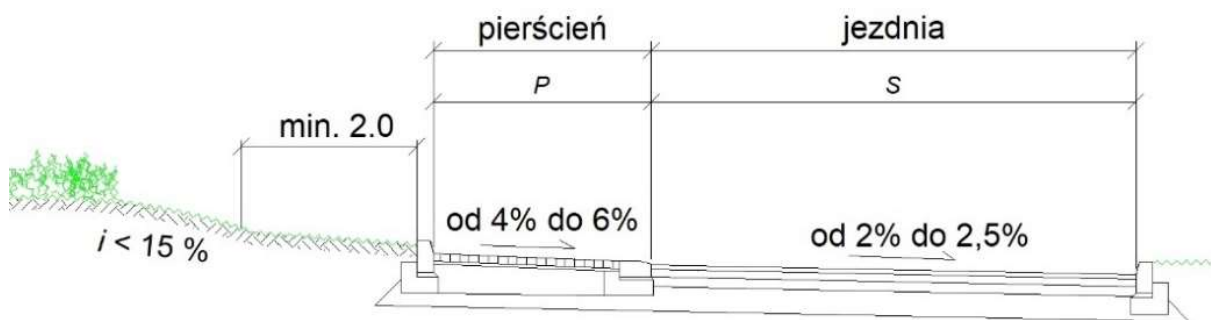 pierścień jezdnia
P S
min. 2.0
od 4% do 6%
od 2% do 2,5%
i < 15 %